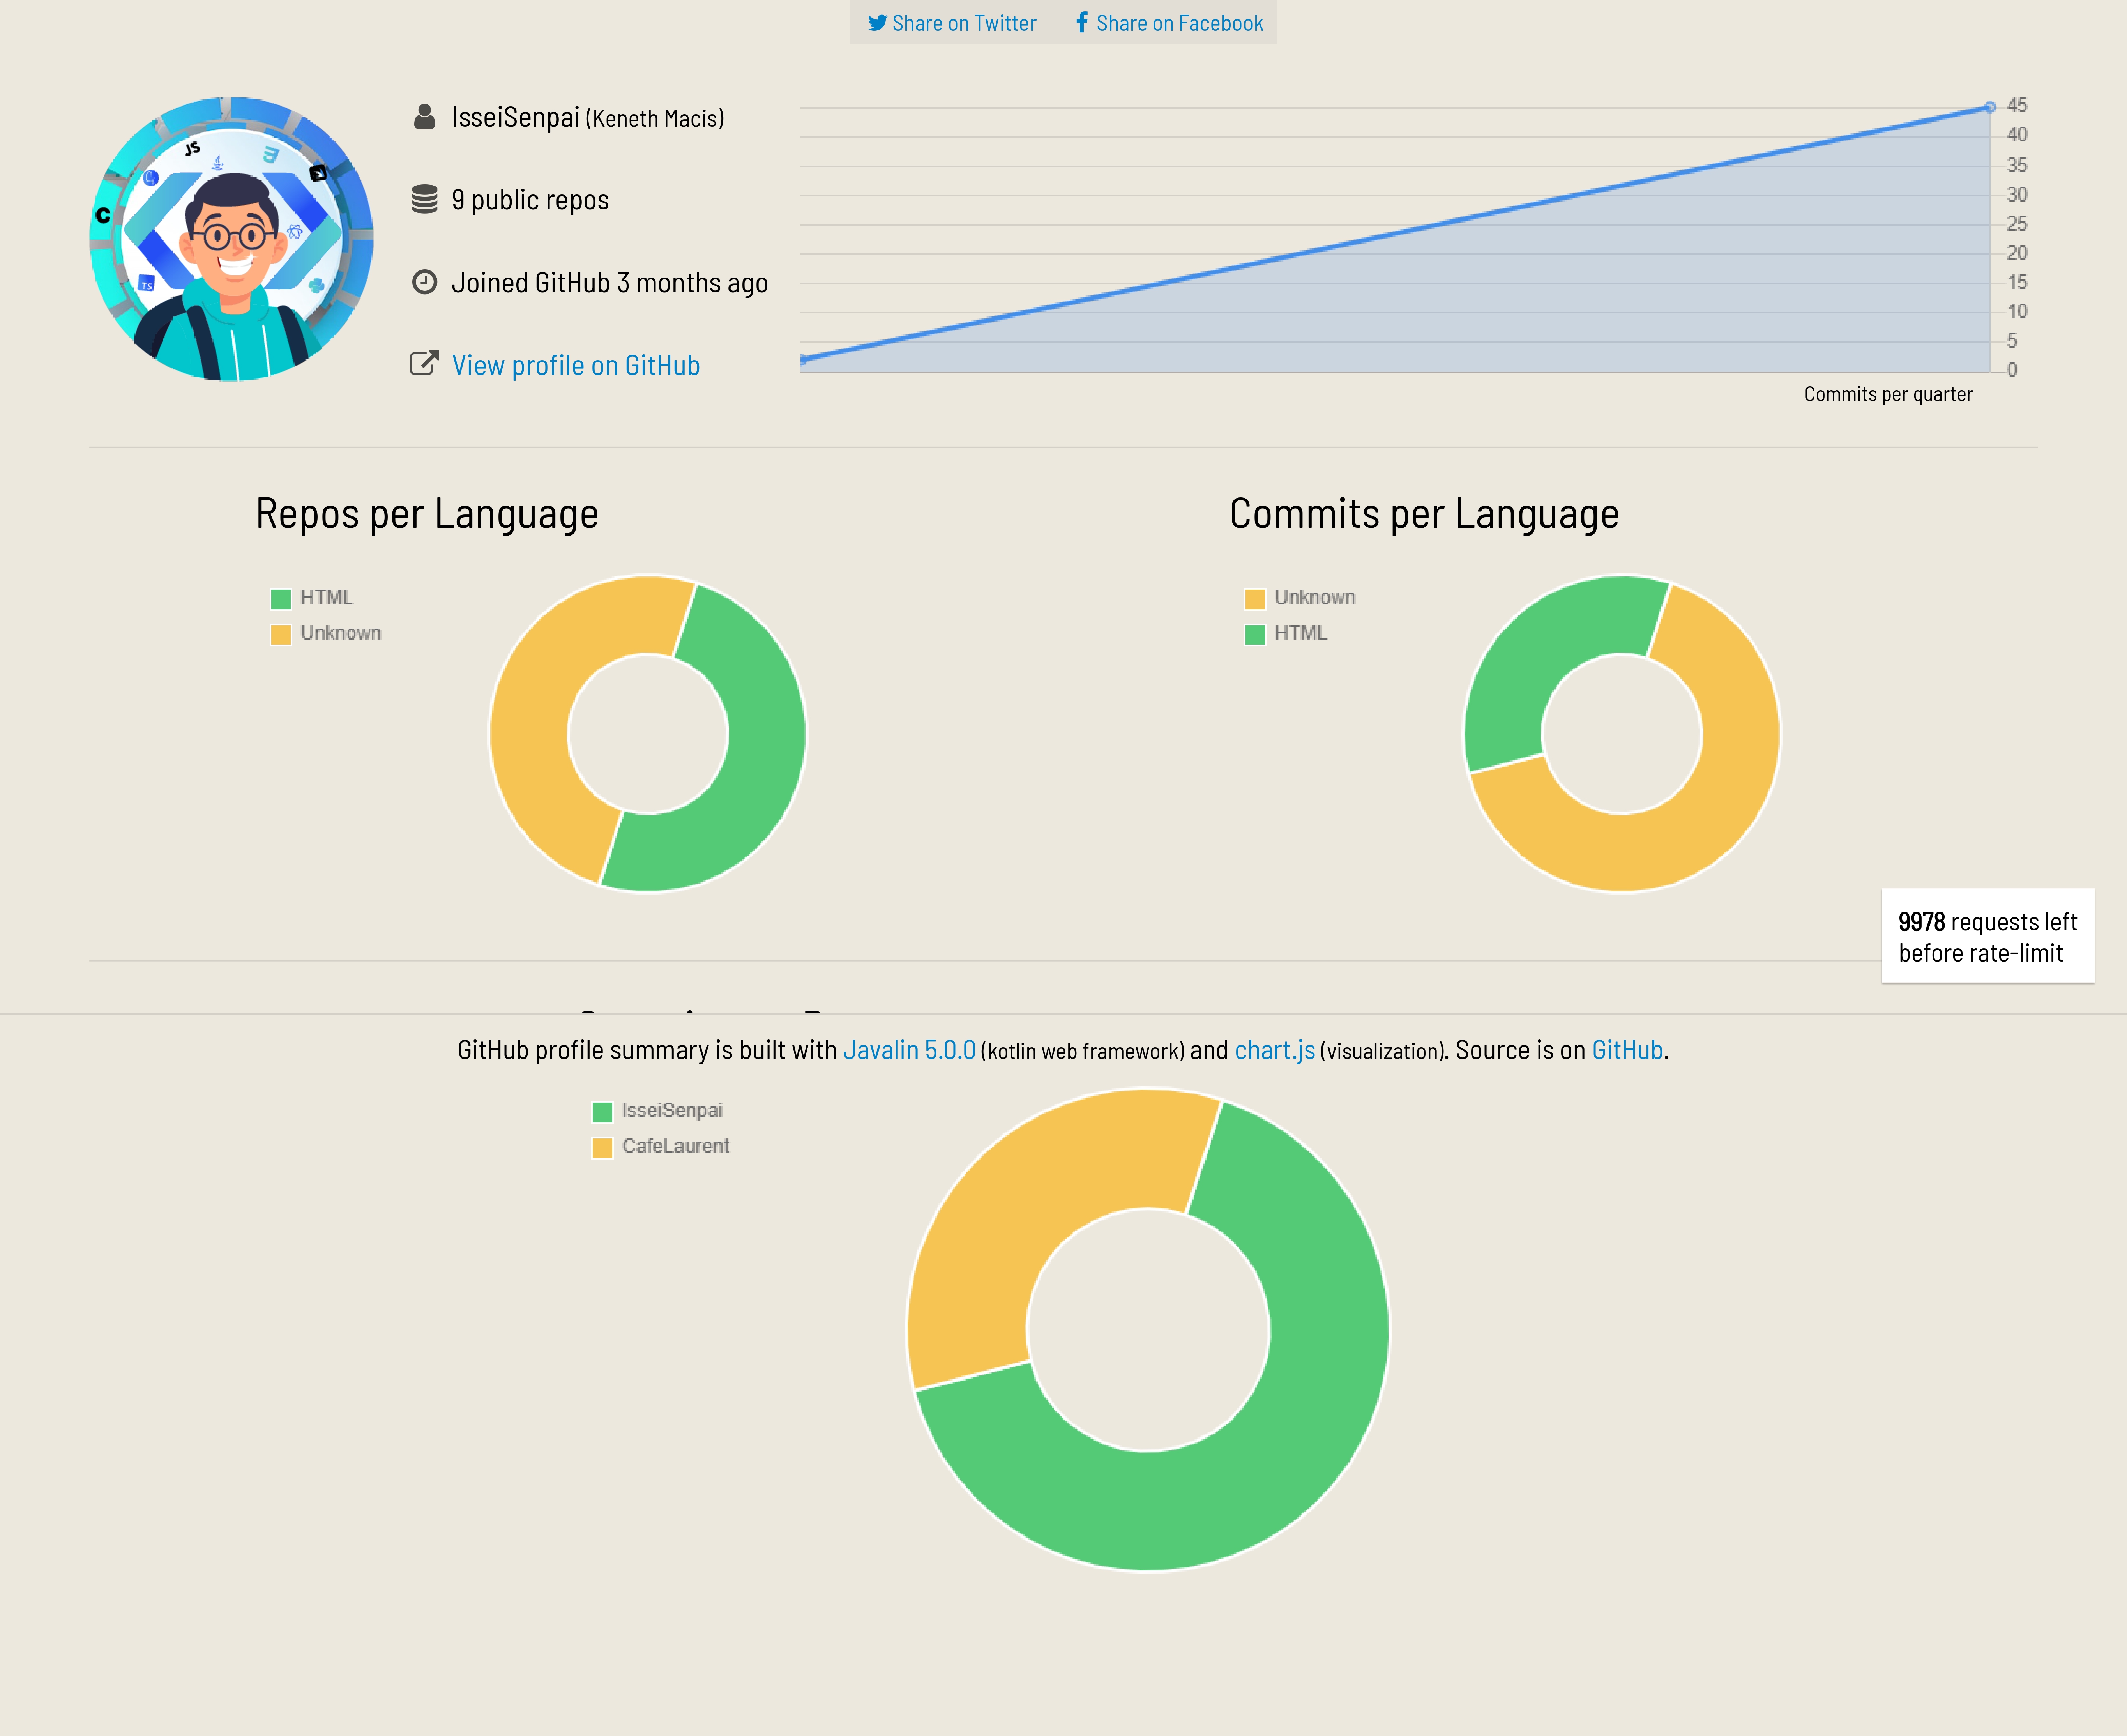 Share on Twitter Share on Facebook
IsseiSenpai (Keneth Macis)
9 public repos
Joined GitHub 3 months ago
View profile on GitHub
45
40
35
30
25
20
15
10
5
0
Commits per quarter
Repos per Language
HTML
Unknown
Commits per Language
Unknown
HTML
9978 requests left
before rate-limit
GitHub profile summary is built with Javalin 5.0.0 (kotlin web framework) and chart.js (visualization). Source is on GitHub.
IsseiSenpai
CafeLaurent
JS
C
TS